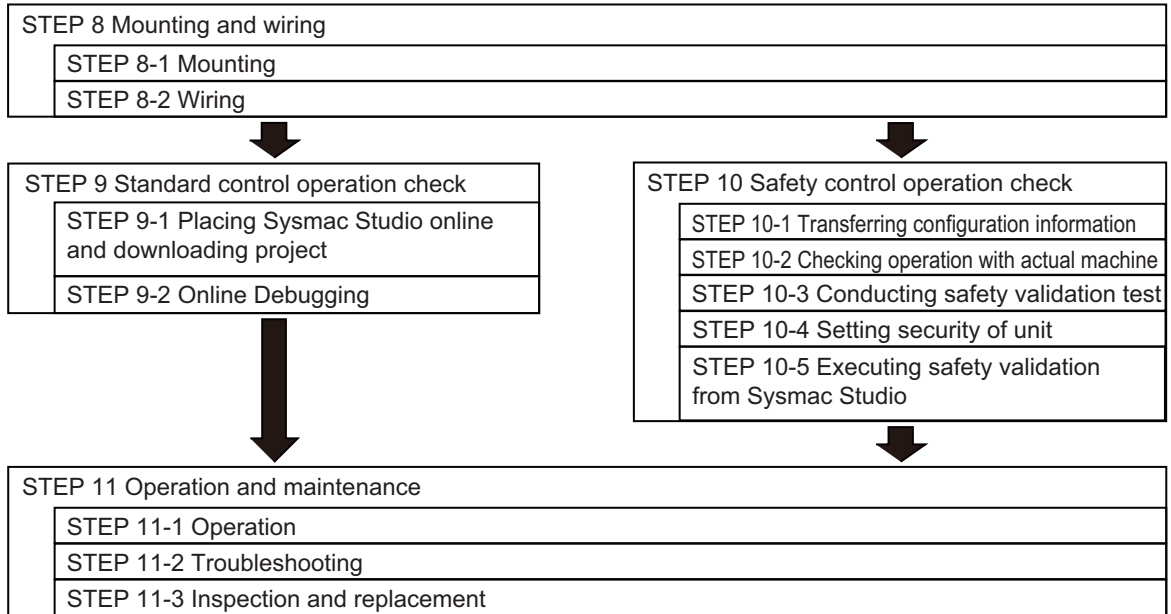 STEP 8 Mounting and wiring
STEP 8-1 Mounting
STEP 8-2 Wiring
STEP 9 Standard control operation check
STEP 9-1 Placing Sysmac Studio online
and downloading project
STEP 9-2 Online Debugging
STEP 10 Safety control operation check
STEP 10-1 Transferring configuration information
STEP 10-2 Checking operation with actual machine
STEP 10-3 Conducting safety validation test
STEP 10-4 Setting security of unit
STEP 10-5 Executing safety validation
from Sysmac Studio
STEP 11 Operation and maintenance
STEP 11-1 Operation
STEP 11-2 Troubleshooting
STEP 11-3 Inspection and replacement